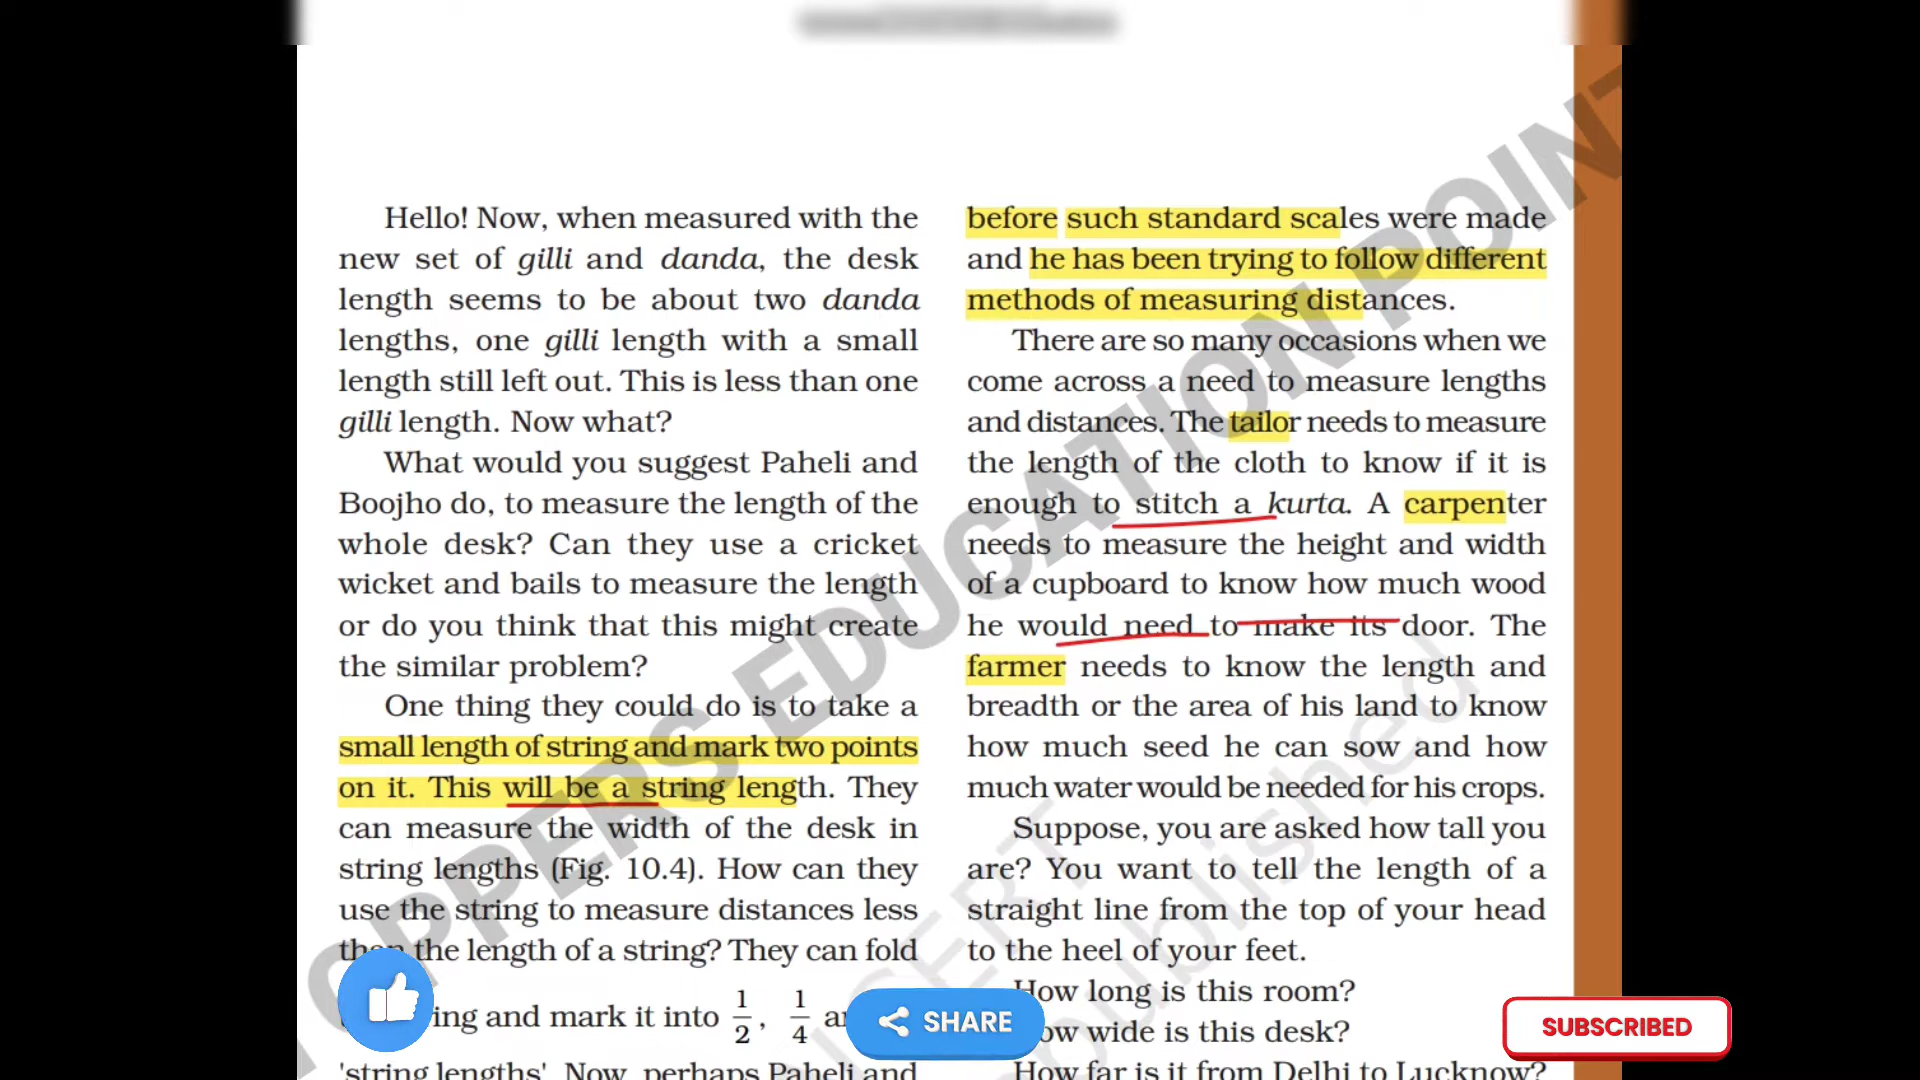 Hello! Now, when measured with the
new set of gilli and danda, the desk
length seems to be about two danda
lengths, one gilli length with a small
length still left out. This is less than one
gilli length. Now what?
What would you suggest Paheli and
Boojho do, to measure the length of the
whole desk? Can they use a cricket
wicket and bails to measure the length
or do you think that this might create
the similar problem?
One thing they could do is to take a
small length of string and mark two points
on it. This will be a string length. They
can measure the width of the desk in
string lengths (Fig. 10.4). How can they
use the string to measure distances less
than the length of a string? They can fold
ing and mark it into 1/2, 1/4
'string lengths'. Now, perhaps Paheli and
before such standard scales were made
and he has been trying to follow different
methods of measuring distances.
There are so many occasions when we
come across a need to measure lengths
and distances. The tailor needs to measure
the length of the cloth to know if it is
enough to stitch a kurta. A carpenter
needs to measure the height and width
of a cupboard to know how much wood
he would need to make its door. The
farmer needs to know the length and
breadth or the area of his land to know
how much seed he can sow and how
much water would be needed for his crops.
Suppose, you are asked how tall you
are? You want to tell the length of a
straight line from the top of your head
to the heel of your feet.
How long is this room?
How wide is this desk?
How far is it from Delhi to Lucknow?
OPPERS EDUCATION POINT
NCERT
published
SHARE
SUBSCRIBED